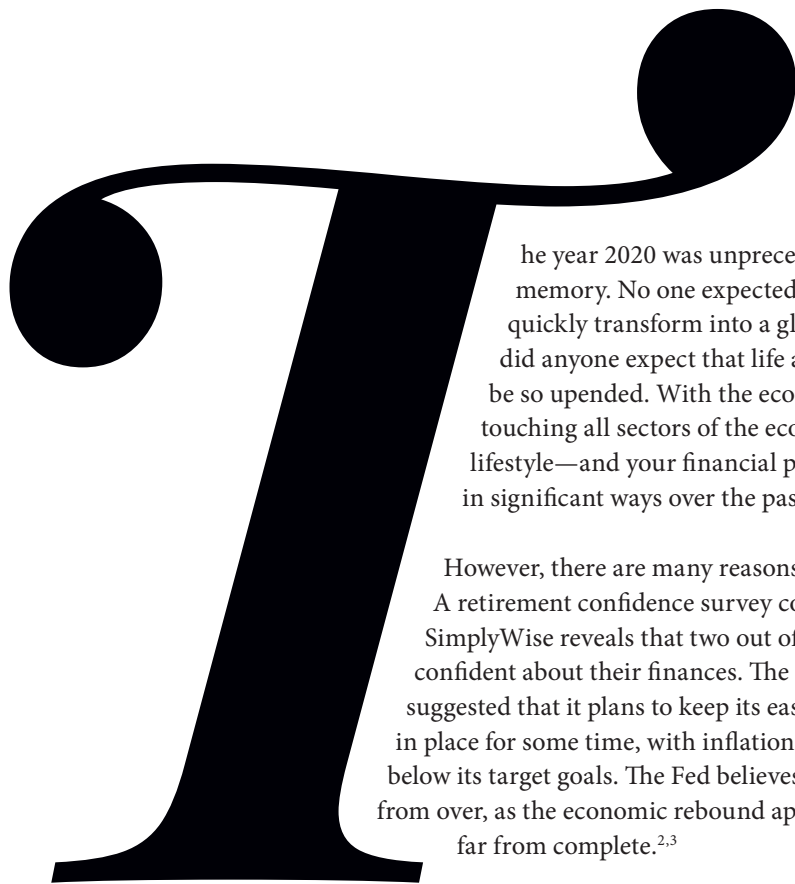 T
he year 2020 was unprece
memory. No one expected
quickly transform into a gl
did anyone expect that life a
be so upended. With the eco
touching all sectors of the eco
lifestyle—and your financial p
in significant ways over the pas
However, there are many reasons
A retirement confidence survey co
SimplyWise reveals that two out of
confident about their finances. The
suggested that it plans to keep its eas
in place for some time, with inflation
below its target goals. The Fed believes
from over, as the economic rebound ap
far from complete.2,3